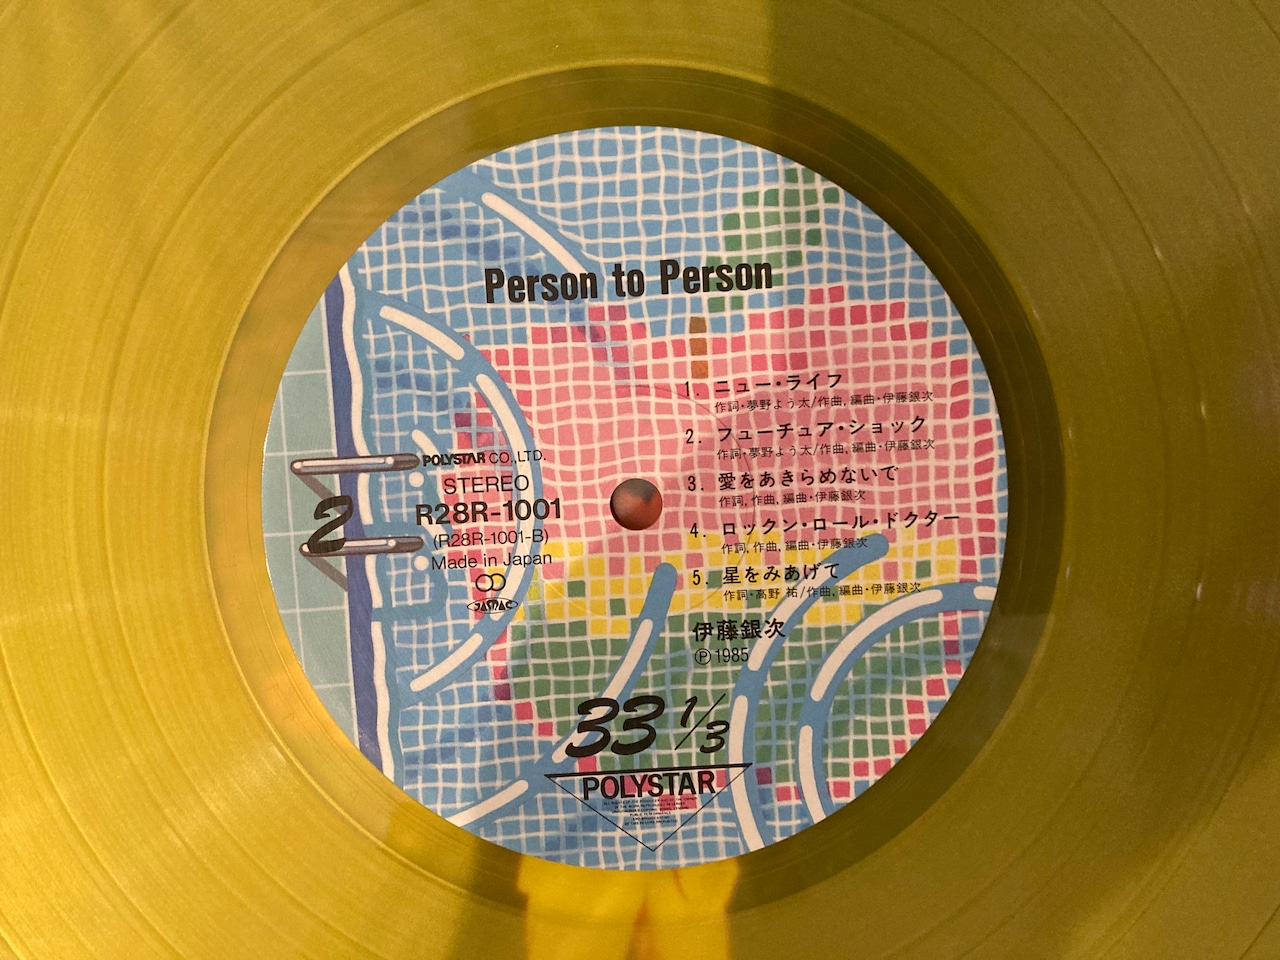 Person to Person
1. ニュー・ライフ
作詞・夢野よう太/作曲, 編曲・伊藤銀次
2. フューチュア・ショック
作詞・夢野よう太/作曲, 編曲・伊藤銀次
3. 愛をあきらめないで
作詞, 作曲, 編曲・伊藤銀次
4. ロックン・ロール・ドクター
作詞, 作曲, 編曲・伊藤銀次
5. 星をみあげて
作詞・高野 祐/作曲, 編曲・伊藤銀次
伊藤銀次
Ⓟ1985
POLYSTAR CO.,LTD.
STEREO
2
R28R-1001
(R28R-1001-B)
Made in Japan
JASRAC
33 1/3
POLYSTAR